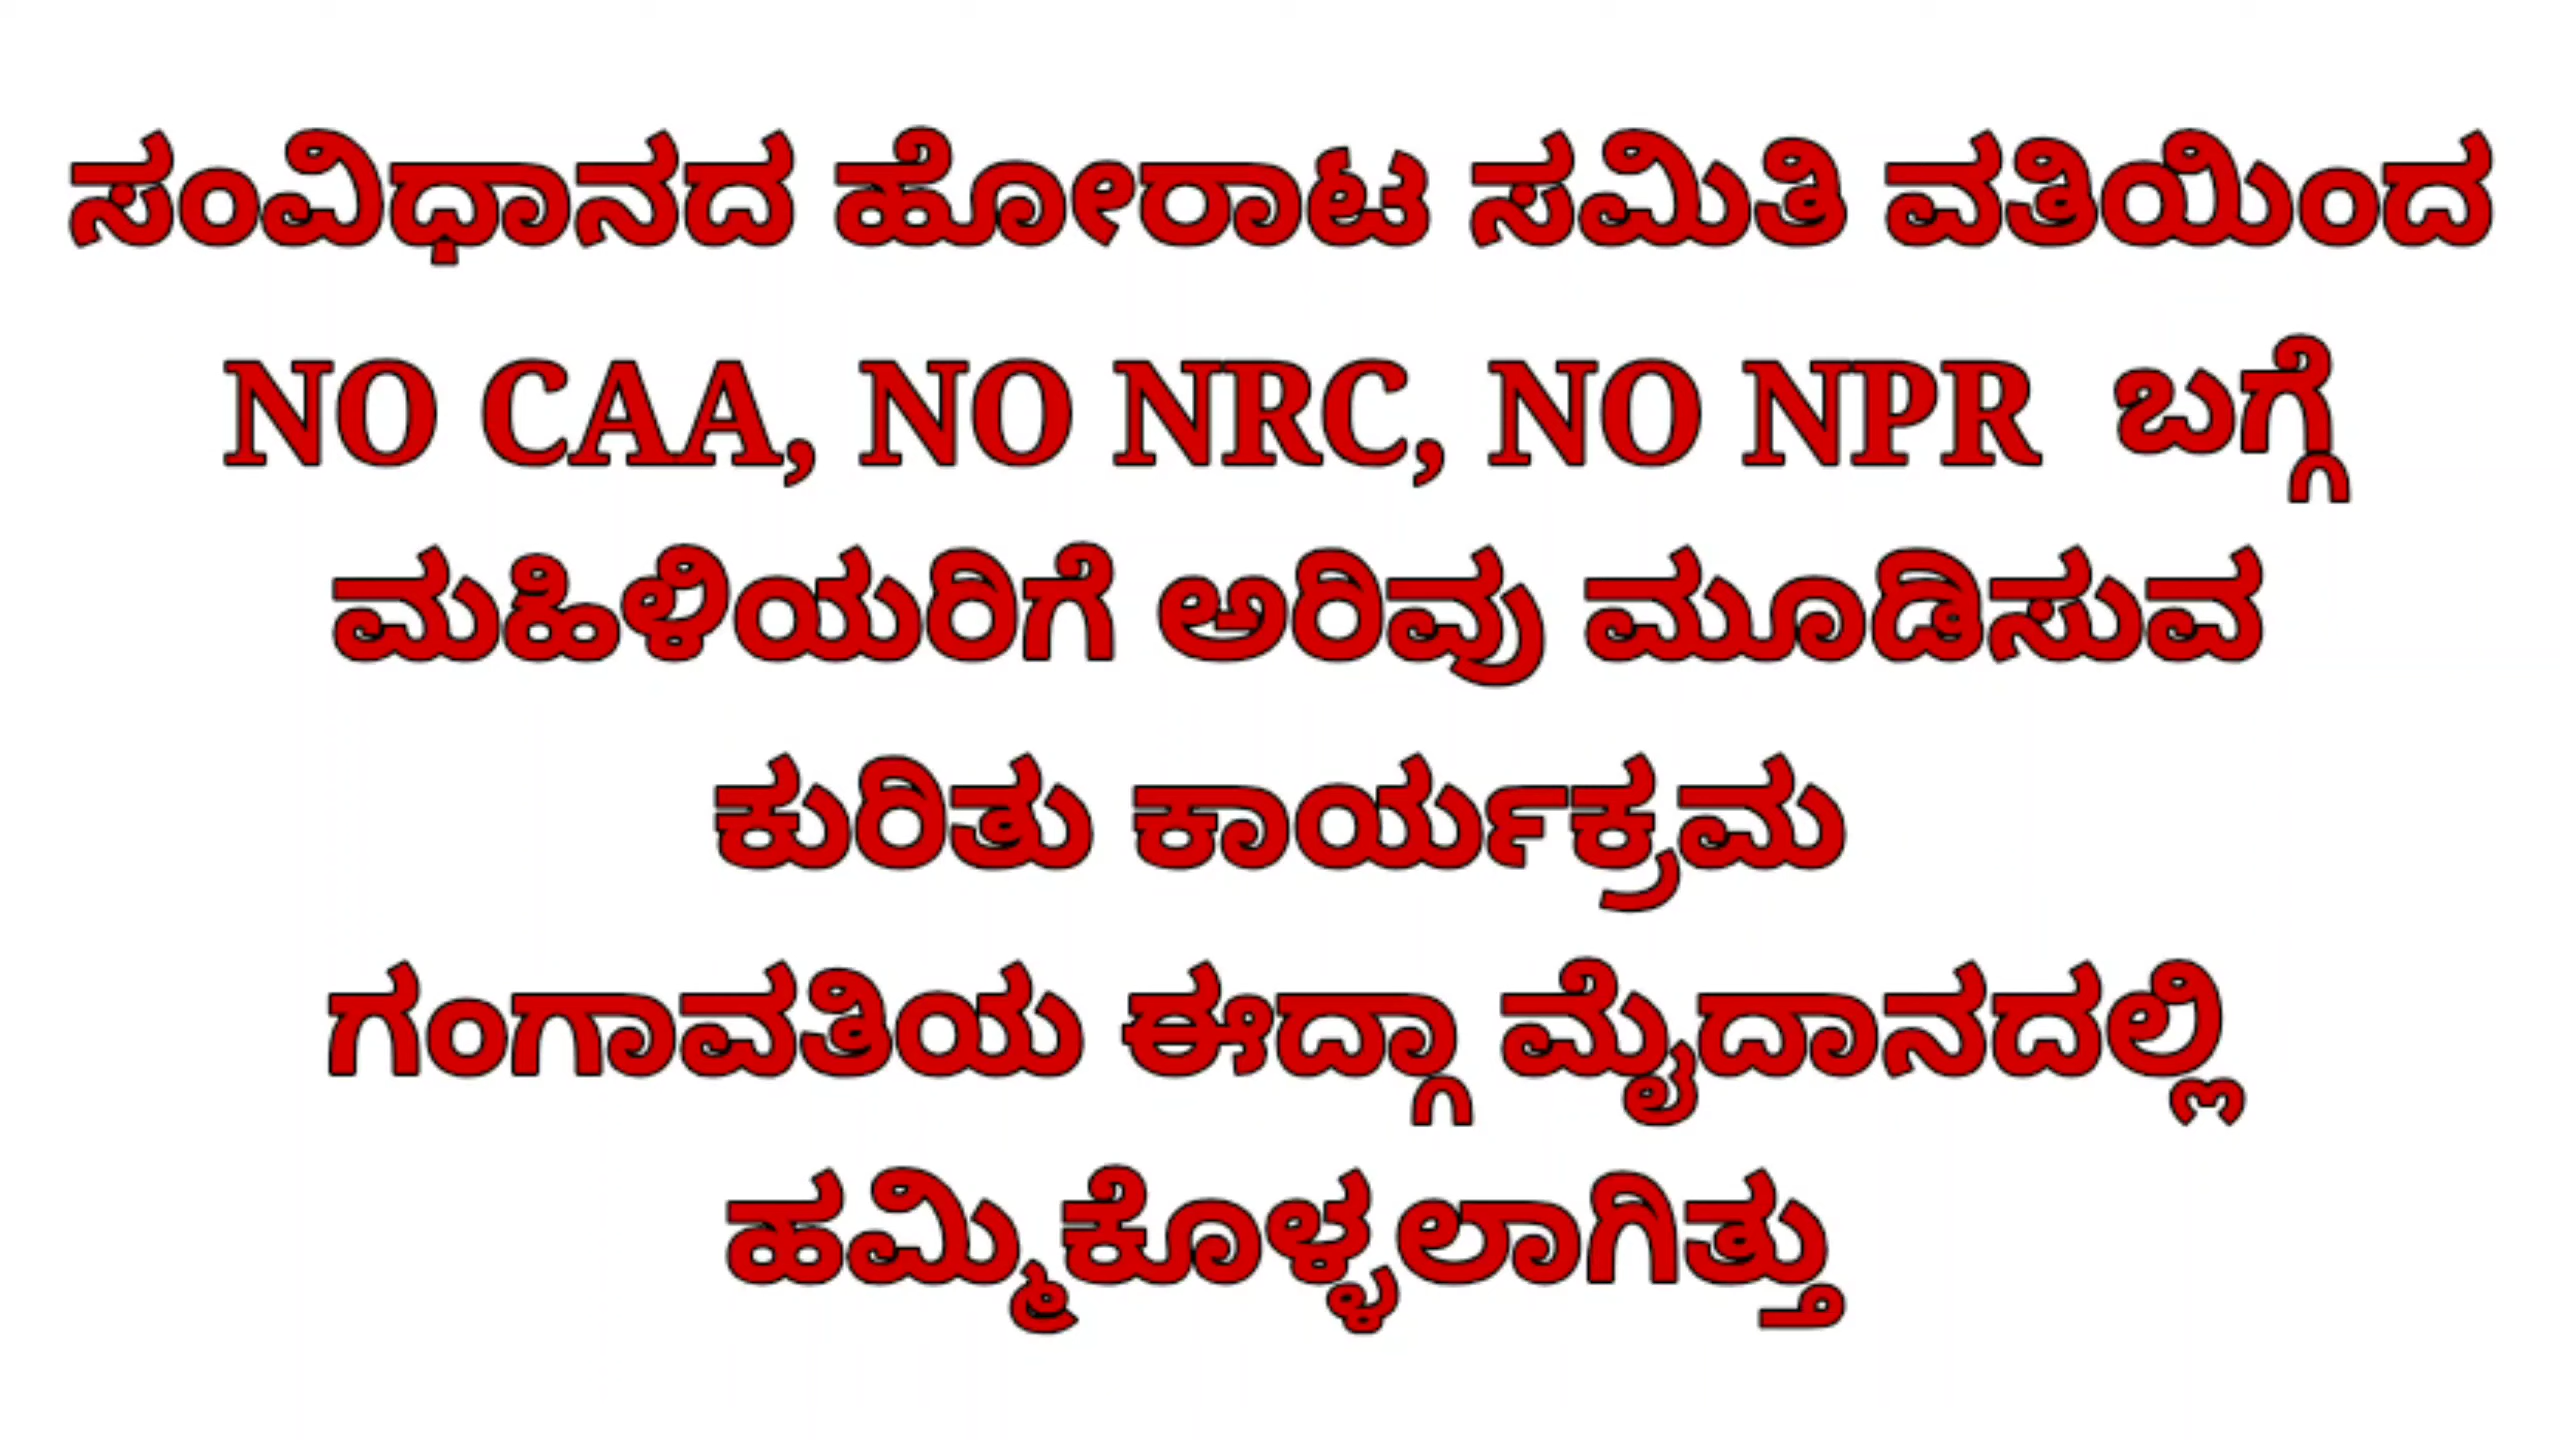 ಸಂವಿಧಾನದ ಹೋರಾಟ ಸಮಿತಿ ವತಿಯಿಂದ
NO CAA, NO NRC, NO NPR ಬಗ್ಗೆ
ಮಹಿಳಿಯರಿಗೆ ಅರಿವು ಮೂಡಿಸುವ
ಕುರಿತು ಕಾರ್ಯಕ್ರಮ
ಗಂಗಾವತಿಯ ಈದ್ಗಾ ಮೈದಾನದಲ್ಲಿ
ಹಮ್ಮಿಕೊಳ್ಳಲಾಗಿತ್ತು